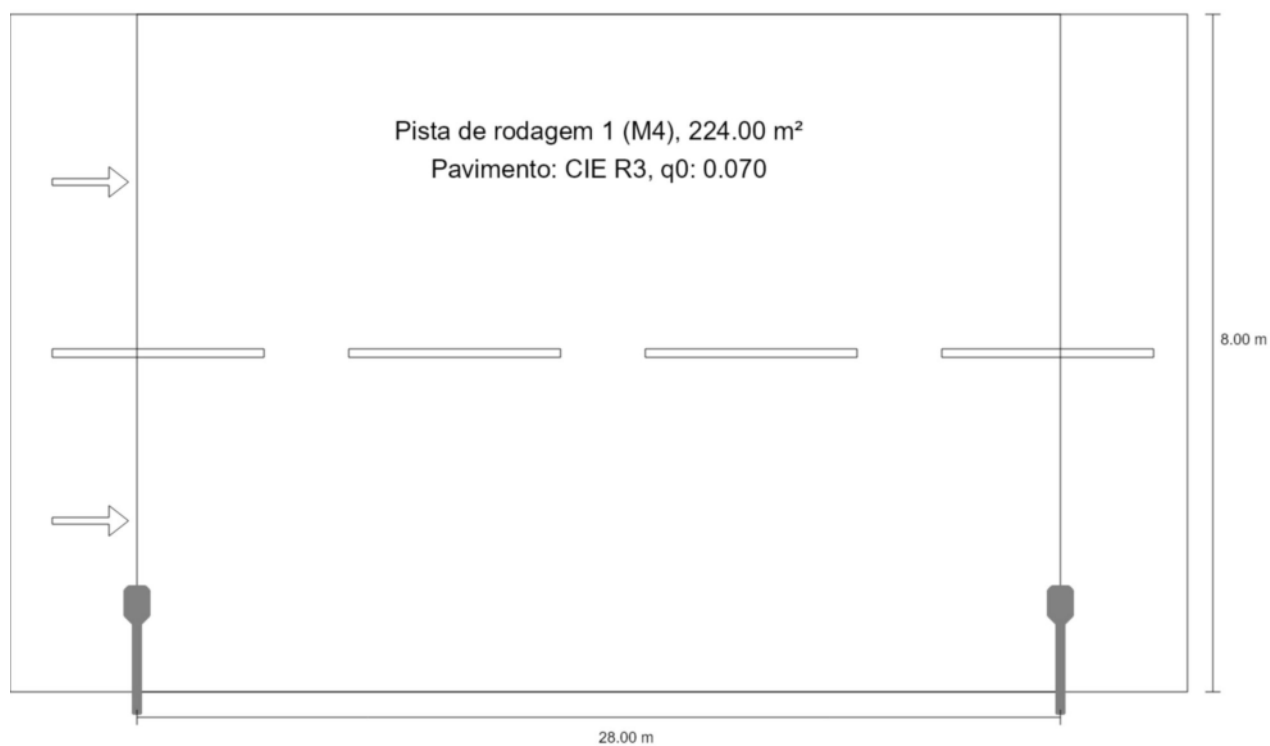 Pista de rodagem 1 (M4), 224.00 m²
Pavimento: CIE R3, q0: 0.070
8.00 m
28.00 m